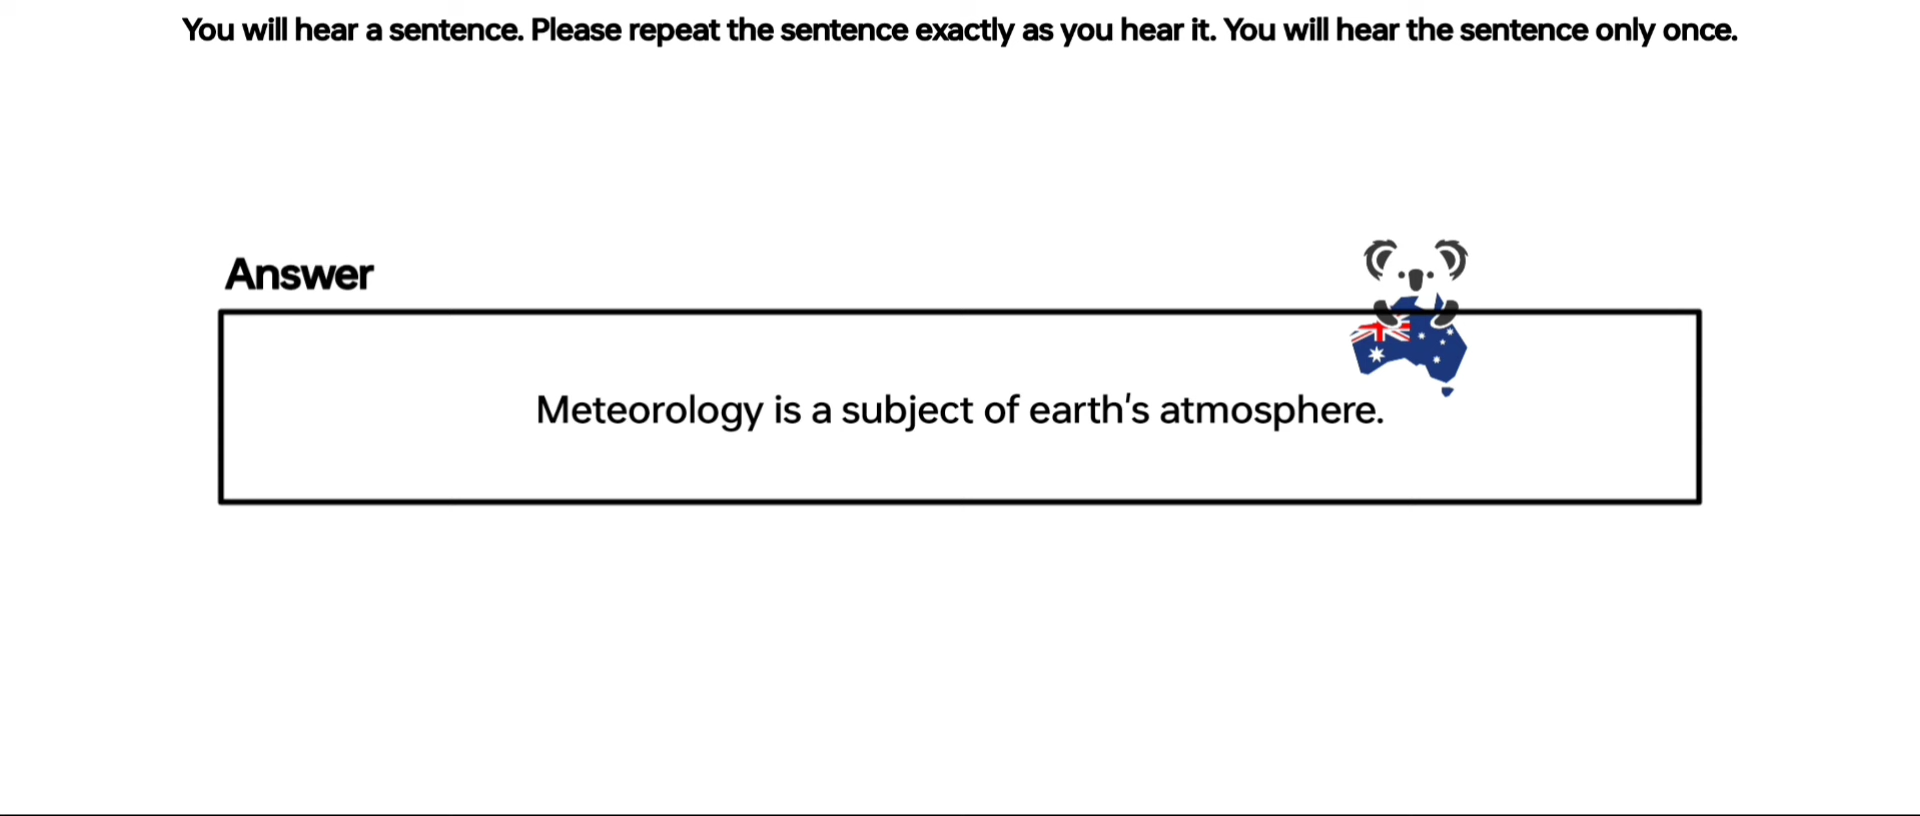 You will hear a sentence. Please repeat the sentence exactly as you hear it. You will hear the sentence only once.
Answer
Meteorology is a subject of earth's atmosphere.